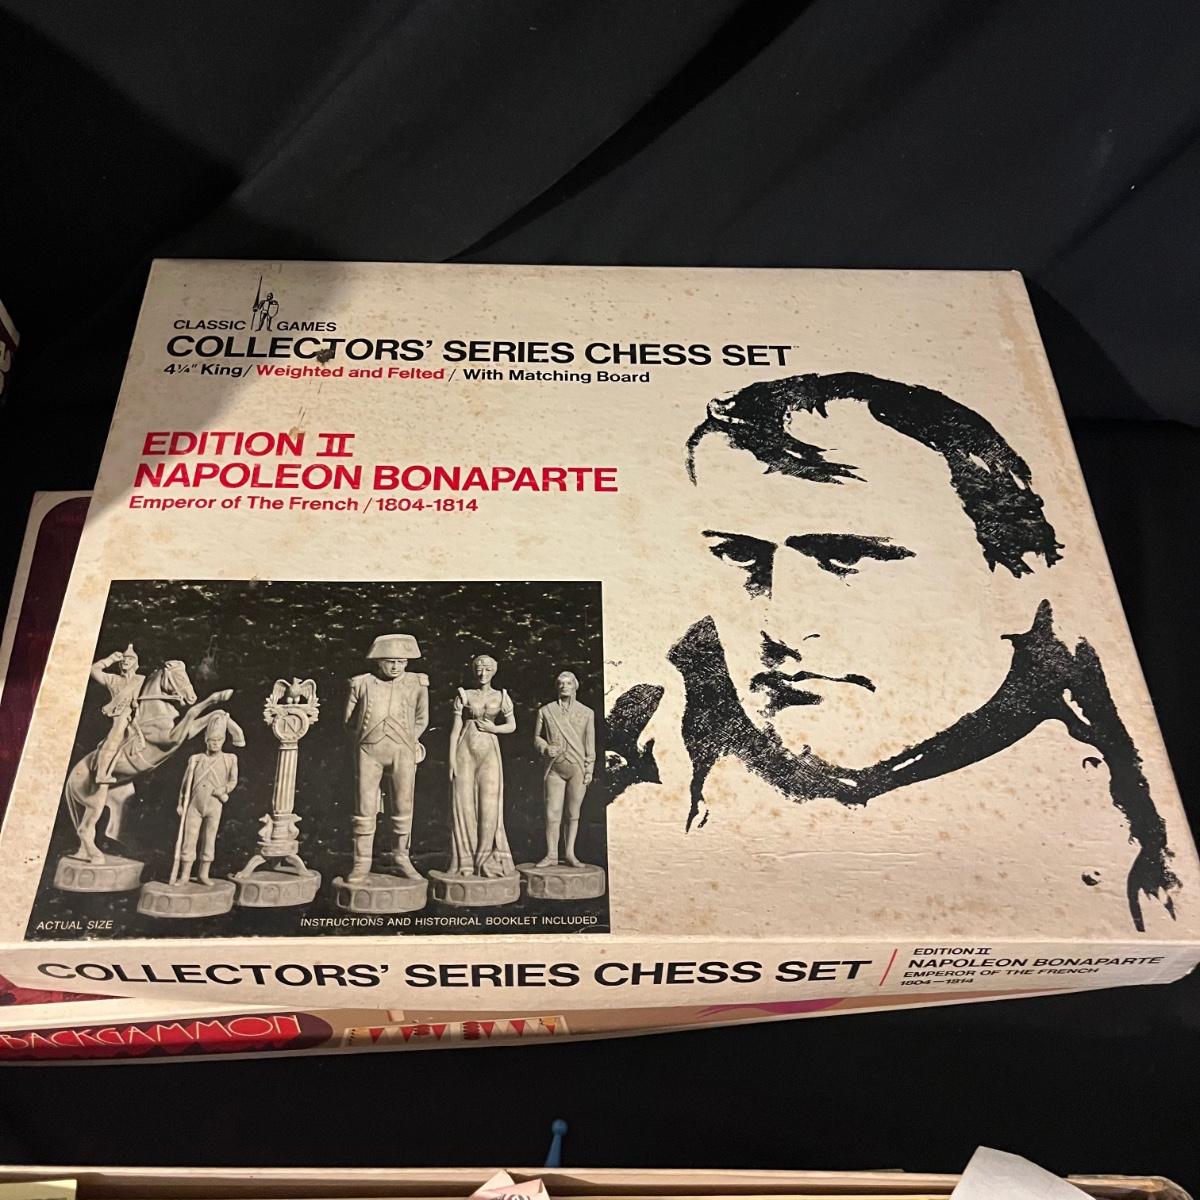 CLASSIC GAMES
COLLECTORS' SERIES CHESS SET™
4¼" King / Weighted and Felted / With Matching Board
EDITION II
NAPOLEON BONAPARTE
Emperor of The French / 1804-1814
ACTUAL SIZE
INSTRUCTIONS AND HISTORICAL BOOKLET INCLUDED
COLLECTORS' SERIES CHESS SET
EDITION II
NAPOLEON BONAPARTE
EMPEROR OF THE FRENCH
1804-1814
BACKGAMMON